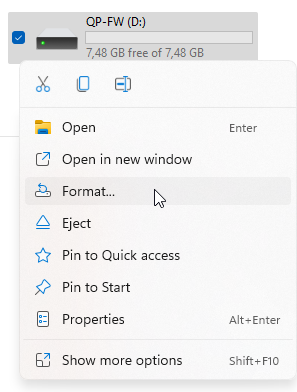 QP-FW (D:)
7,48 GB free of 7,48 GB
Open Enter
Open in new window
Format...
Eject
Pin to Quick access
Pin to Start
Properties Alt+Enter
Show more options Shift+F10